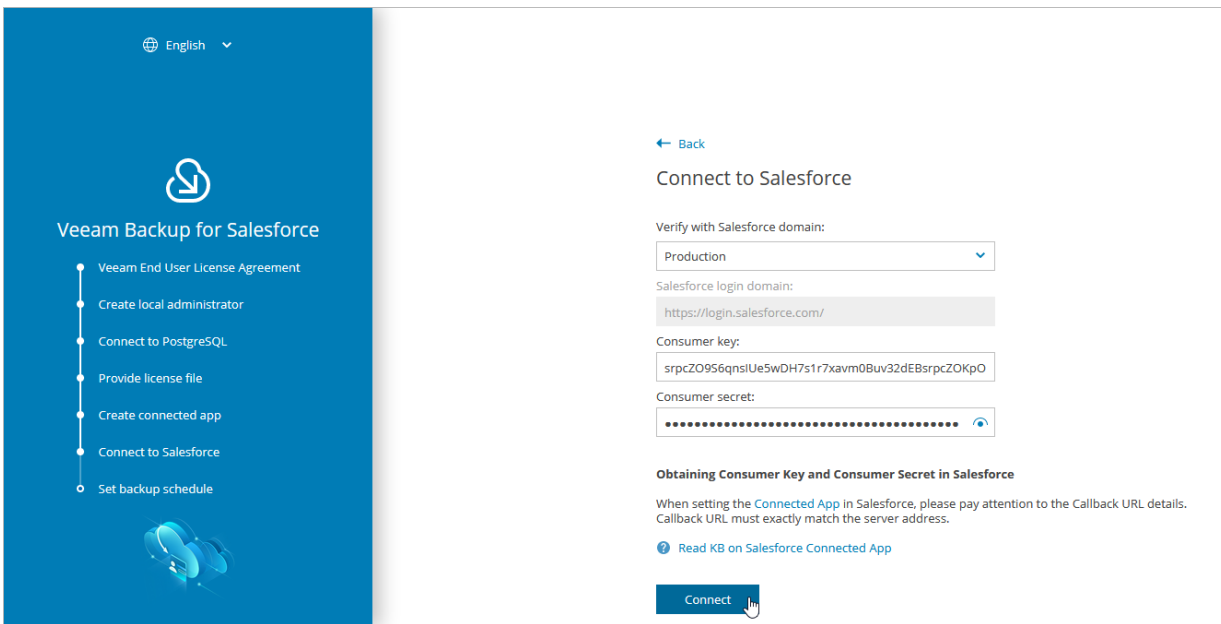 English
Veeam Backup for Salesforce
Veeam End User License Agreement
Create local administrator
Connect to PostgreSQL
Provide license file
Create connected app
Connect to Salesforce
Set backup schedule
Back
Connect to Salesforce
Verify with Salesforce domain:
Production
Salesforce login domain:
https://login.salesforce.com/
Consumer key:
srpcZO9S6qnsIUe5wDH7s1r7xavm0Buv32dEBsrpcZOKpO
Consumer secret:
Obtaining Consumer Key and Consumer Secret in Salesforce
When setting the Connected App in Salesforce, please pay attention to the Callback URL details.
Callback URL must exactly match the server address.
Read KB on Salesforce Connected App
Connect